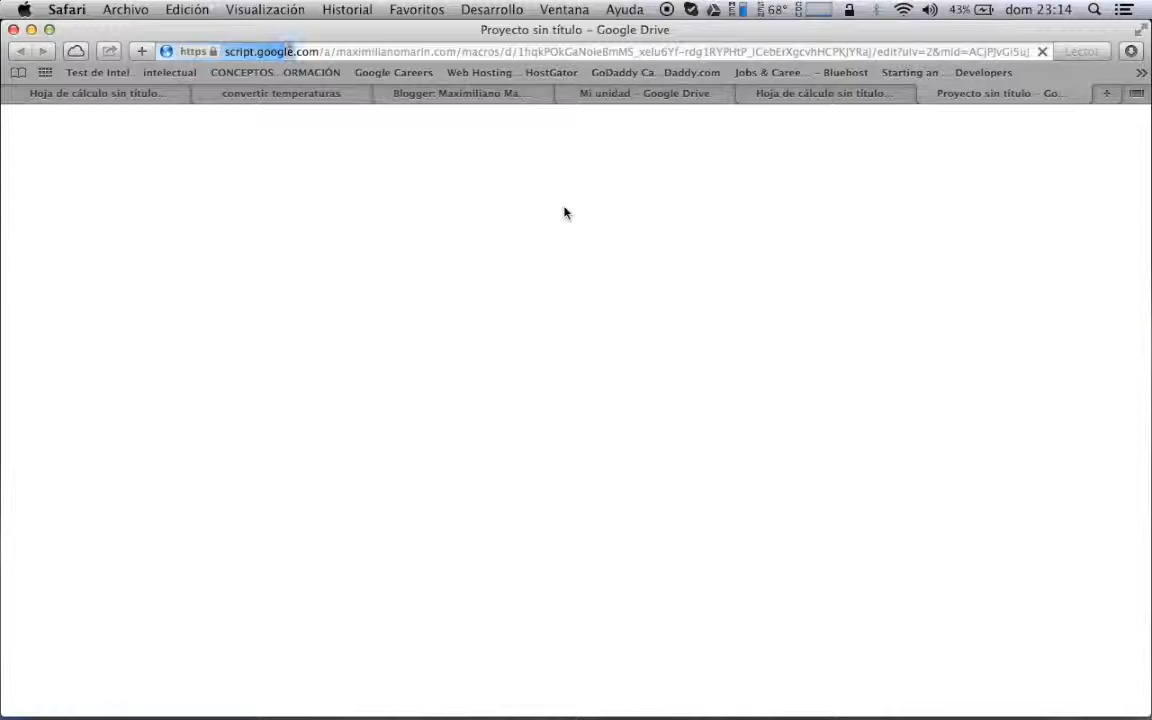 Safari Archivo Edición Visualización Historial Favoritos Desarrollo Ventana Ayuda 68° 43% dom 23:14
Proyecto sin título – Google Drive
https script.google.com/a/maximilianomarin.com/macros/d/ Lector
Test de Intel... intelectual CONCEPTOS...ORMACIÓN Google Careers Web Hosting...HostGator GoDaddy Ca...Daddy.com Jobs & Caree... – Bluehost Starting an ... Developers
Hoja de cálculo sin título... convertir temperaturas Blogger: Maximiliano Ma... Mi unidad – Google Drive Hoja de cálculo sin título... Proyecto sin título – Go...